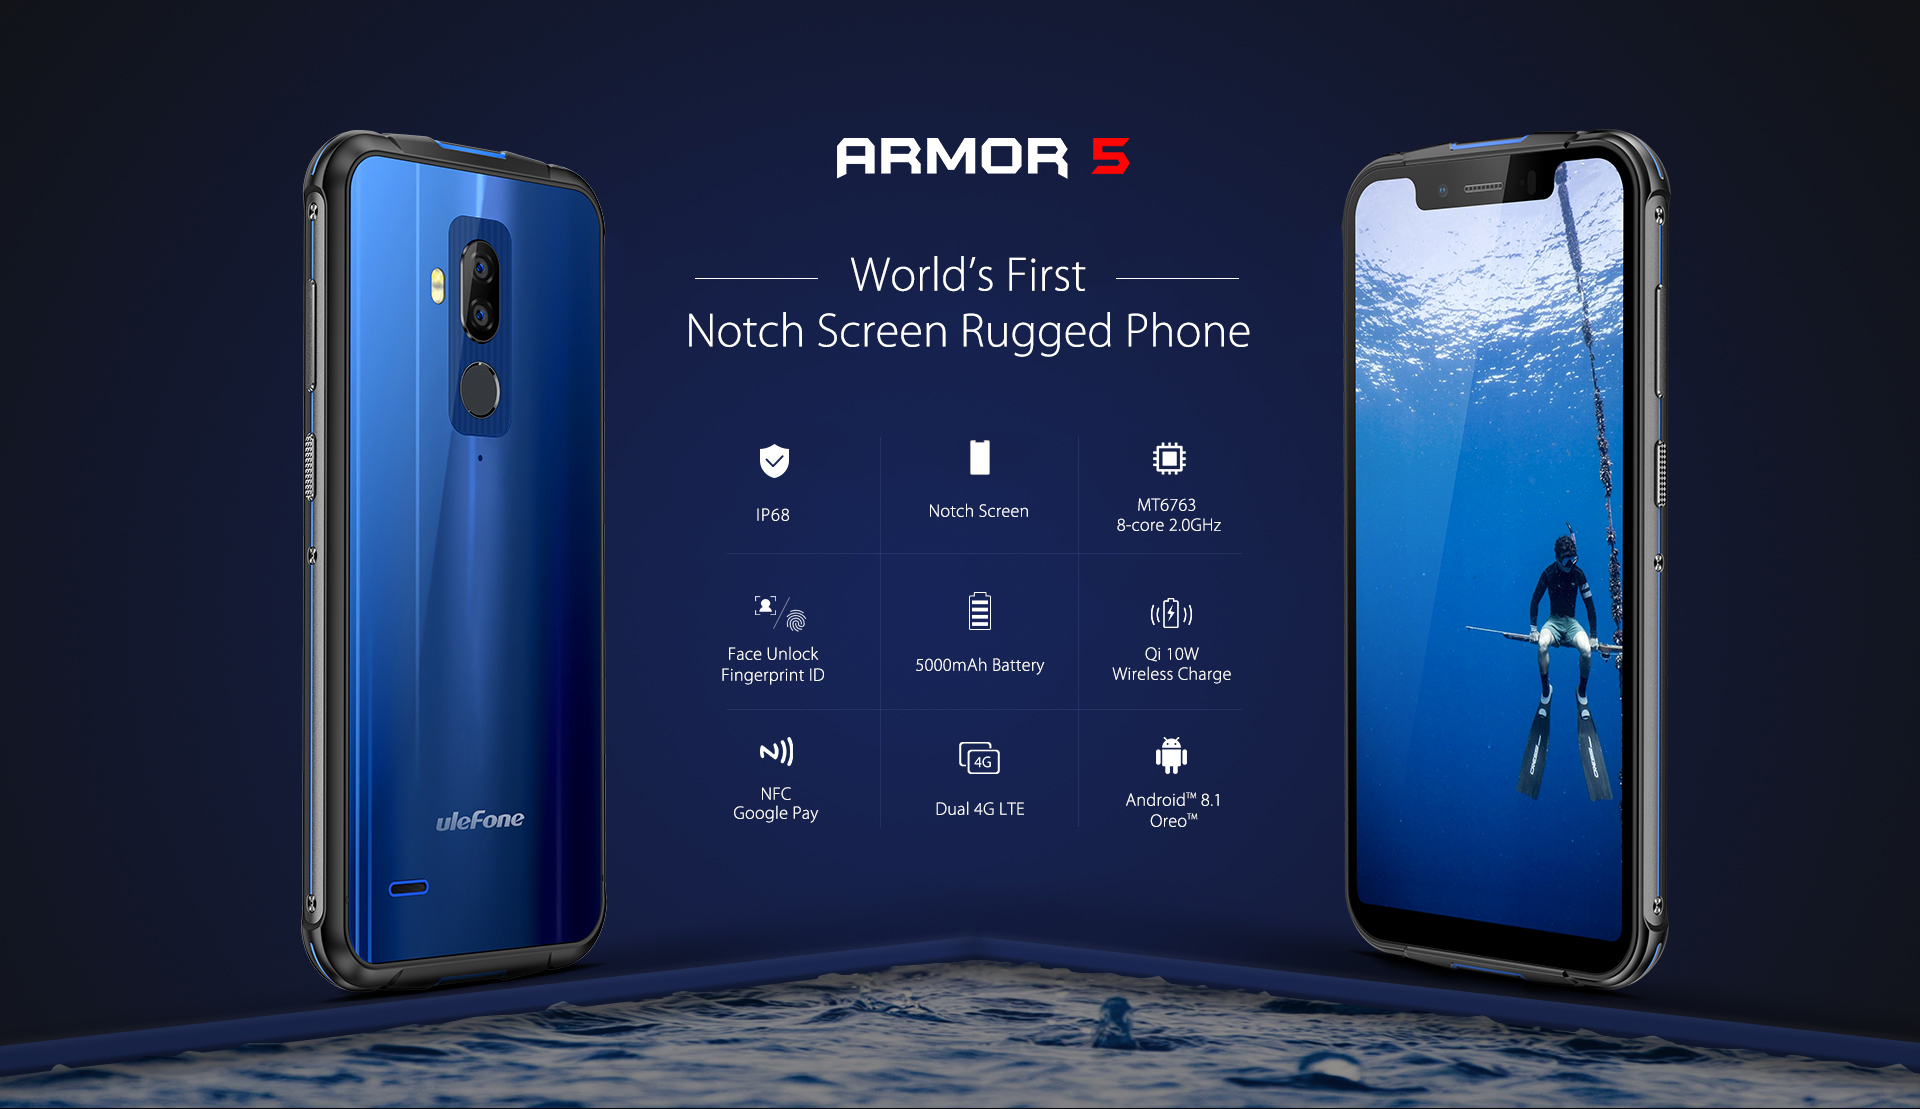 ARMOR 5
World's First
Notch Screen Rugged Phone
IP68
Notch Screen
MT6763
8-core 2.0GHz
Face Unlock
Fingerprint ID
5000mAh Battery
Qi 10W
Wireless Charge
NFC
Google Pay
4G
Dual 4G LTE
Android™ 8.1
Oreo™
uleFone
CRESSI
CRESSI